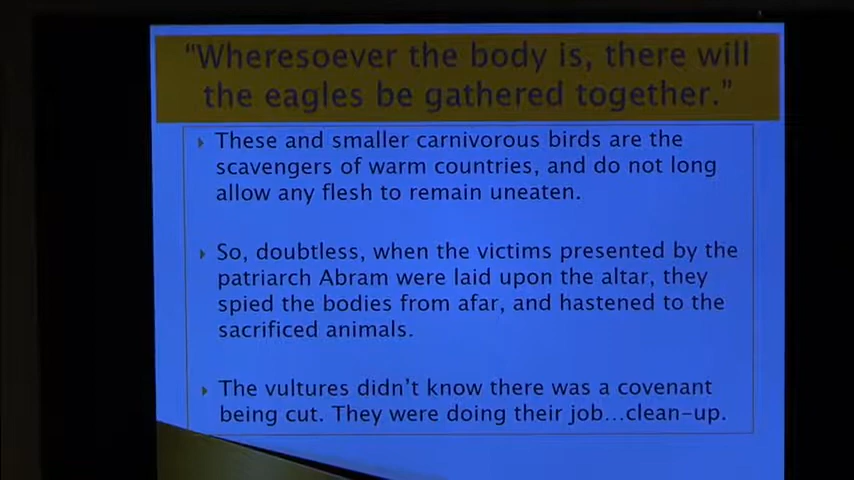 “Wheresoever the body is, there will
the eagles be gathered together.”
These and smaller carnivorous birds are the
scavengers of warm countries, and do not long
allow any flesh to remain uneaten.
So, doubtless, when the victims presented by the
patriarch Abram were laid upon the altar, they
spied the bodies from afar, and hastened to the
sacrificed animals.
The vultures didn’t know there was a covenant
being cut. They were doing their job...clean-up.